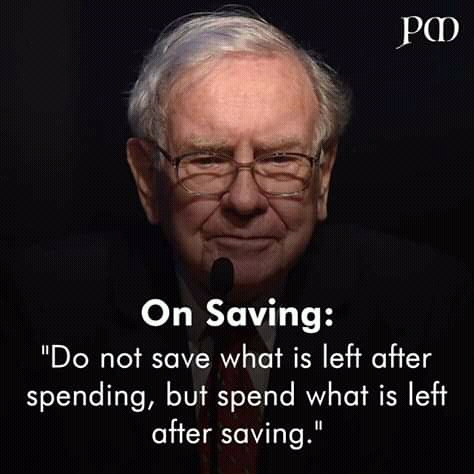 PM
On Saving:
"Do not save what is left after
spending, but spend what is left
after saving."